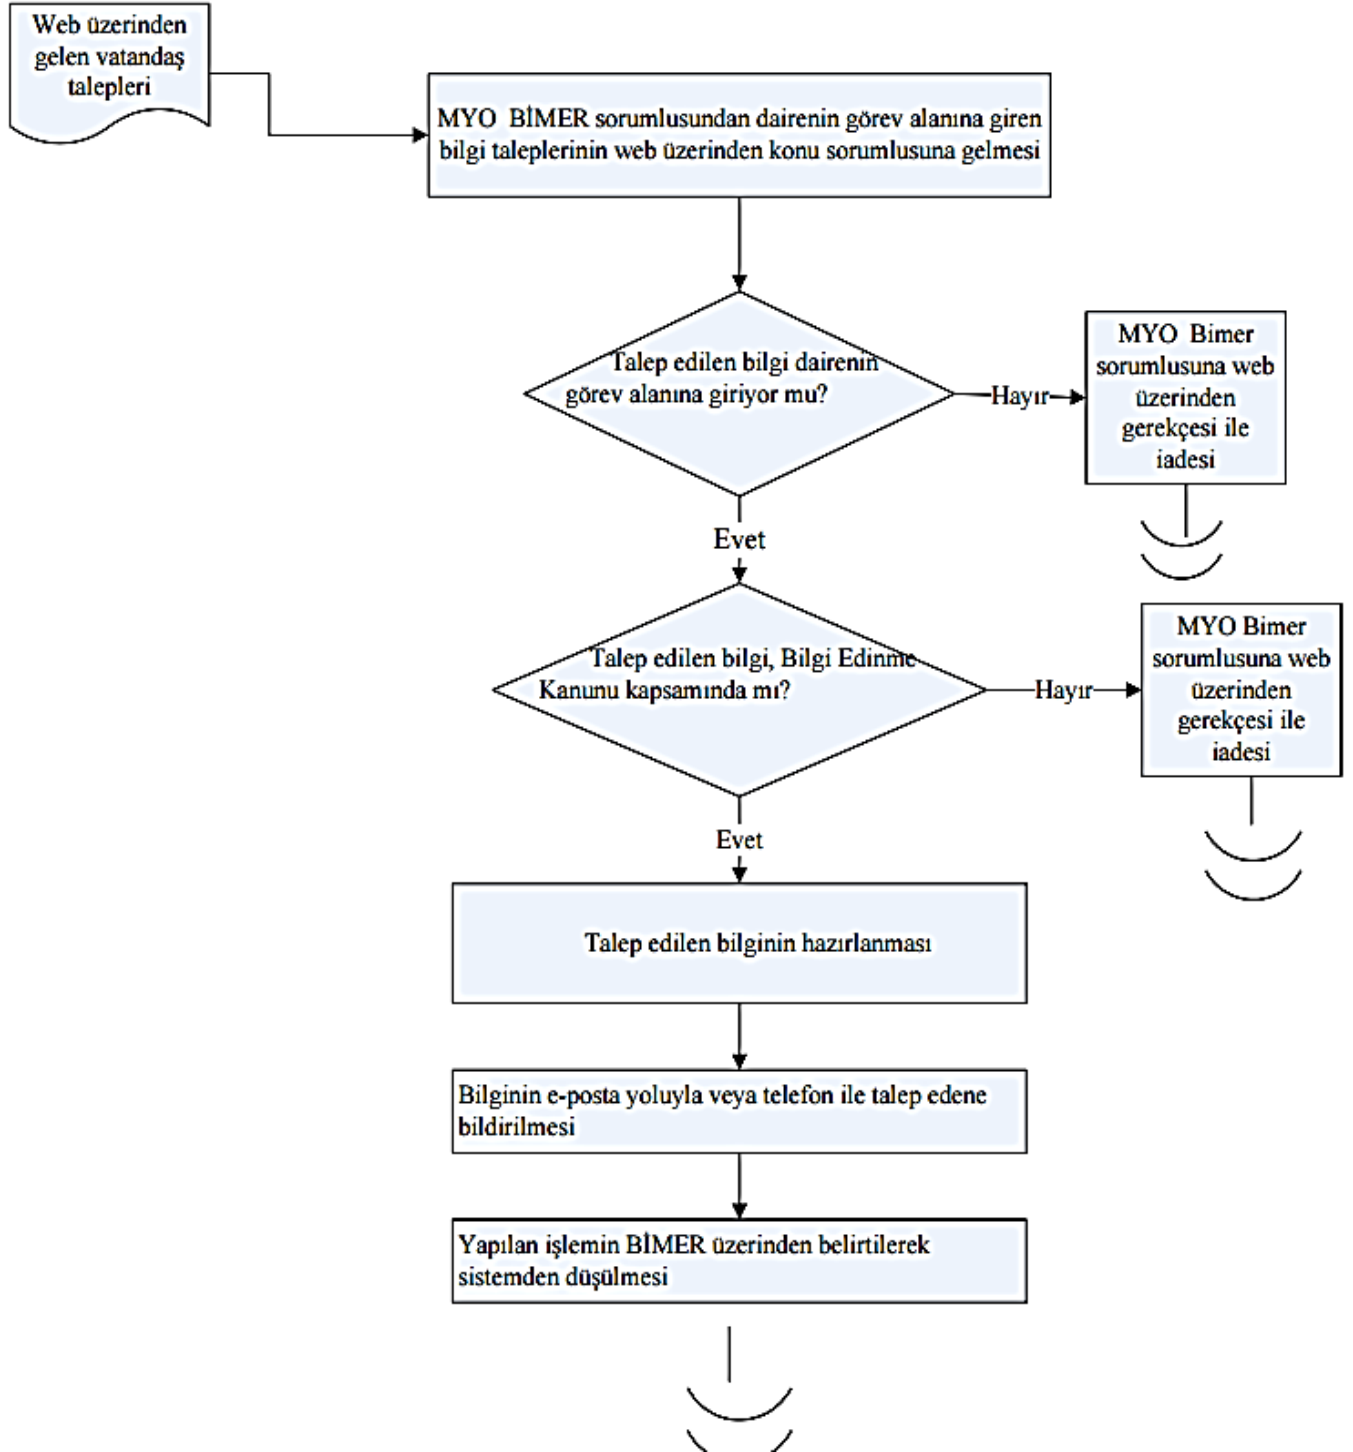 Web üzerinden
gelen vatandaş
talepleri
MYO BİMER sorumlusundan dairenin görev alanına giren
bilgi taleplerinin web üzerinden konu sorumlusuna gelmesi
Talep edilen bilgi dairenin
görev alanına giriyor mu?
Hayır
MYO Bimer
sorumlusuna web
üzerinden
gerekçesi ile
iadesi
Evet
Talep edilen bilgi, Bilgi Edinme
Kanunu kapsamında mı?
Hayır
MYO Bimer
sorumlusuna web
üzerinden
gerekçesi ile
iadesi
Evet
Talep edilen bilginin hazırlanması
Bilginin e-posta yoluyla veya telefon ile talep edene
bildirilmesi
Yapılan işlemin BİMER üzerinden belirtilerek
sistemden düşülmesi